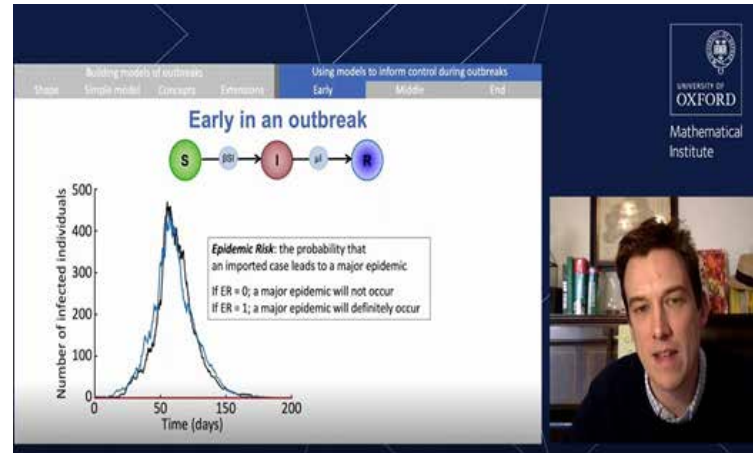 Building models of outbreaks
Using models to inform control during outbreaks
Shape Simple model Concepts Extensions Early Middle End
Early in an outbreak
S βSI I μI R
Number of infected individuals
500
400
300
200
100
0
0 50 150 200
Time (days)
Epidemic Risk: the probability that
an imported case leads to a major epidemic
If ER = 0; a major epidemic will not occur
If ER = 1; a major epidemic will definitely occur
UNIVERSITY OF
OXFORD
Mathematical
Institute